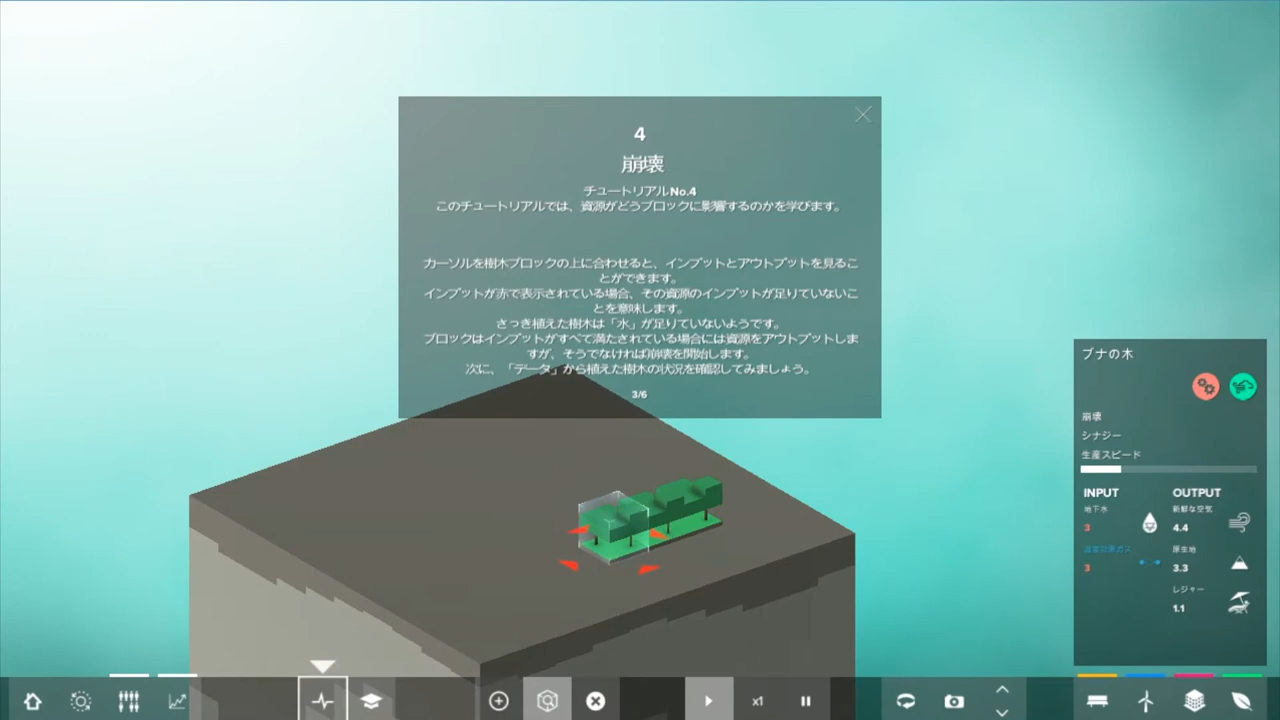 4
崩壊
チュートリアルNo.4
このチュートリアルでは、資源がどうブロックに影響するのかを学びます。
カーソルを樹木ブロックの上に合わせると、インプットとアウトプットを見るこ
とができます。
インプットが赤で表示されている場合、その資源のインプットが足りていないこ
とを意味します。
さっき植えた樹木は「水」が足りていないようです。
ブロックはインプットがすべて満たされている場合には資源をアウトプットしま
すが、そうでなければ崩壊を開始します。
次に、「データ」から植えた樹木の状況を確認してみましょう。
3/6
ブナの木
崩壊
シナジー
生産スピード
INPUT
地下水
3
温室効果ガス
3
OUTPUT
新鮮な空気
4.4
原生地
3.3
レジャー
1.1
x1